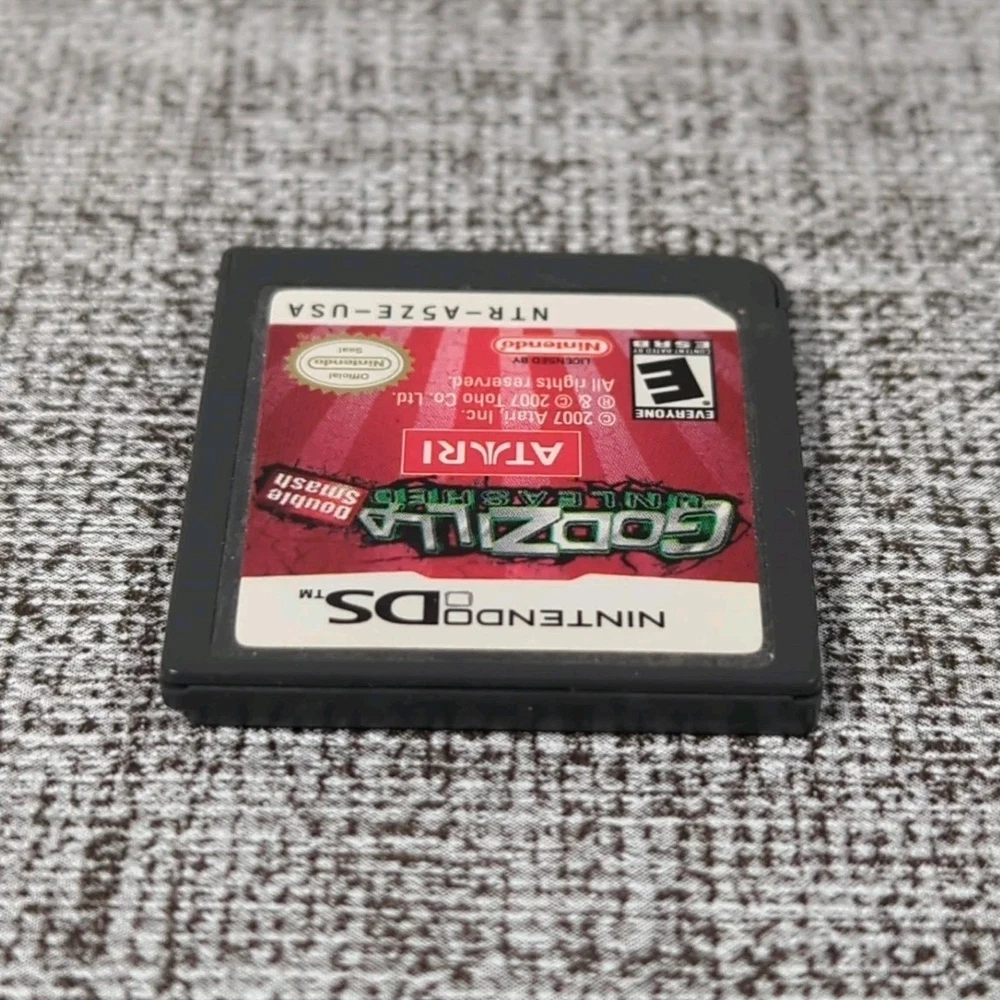 NINTENDO DS™
GODZILLA
UNLEASHED
Double
Smash
ATARI
© 2007 Atari, Inc.
® & © 2007 Toho Co. Ltd.
All rights reserved.
LICENSED BY
Nintendo
EVERYONE
E
CONTENT RATED BY
ESRB
Official
Nintendo
Seal
NTR-A5ZE-USA